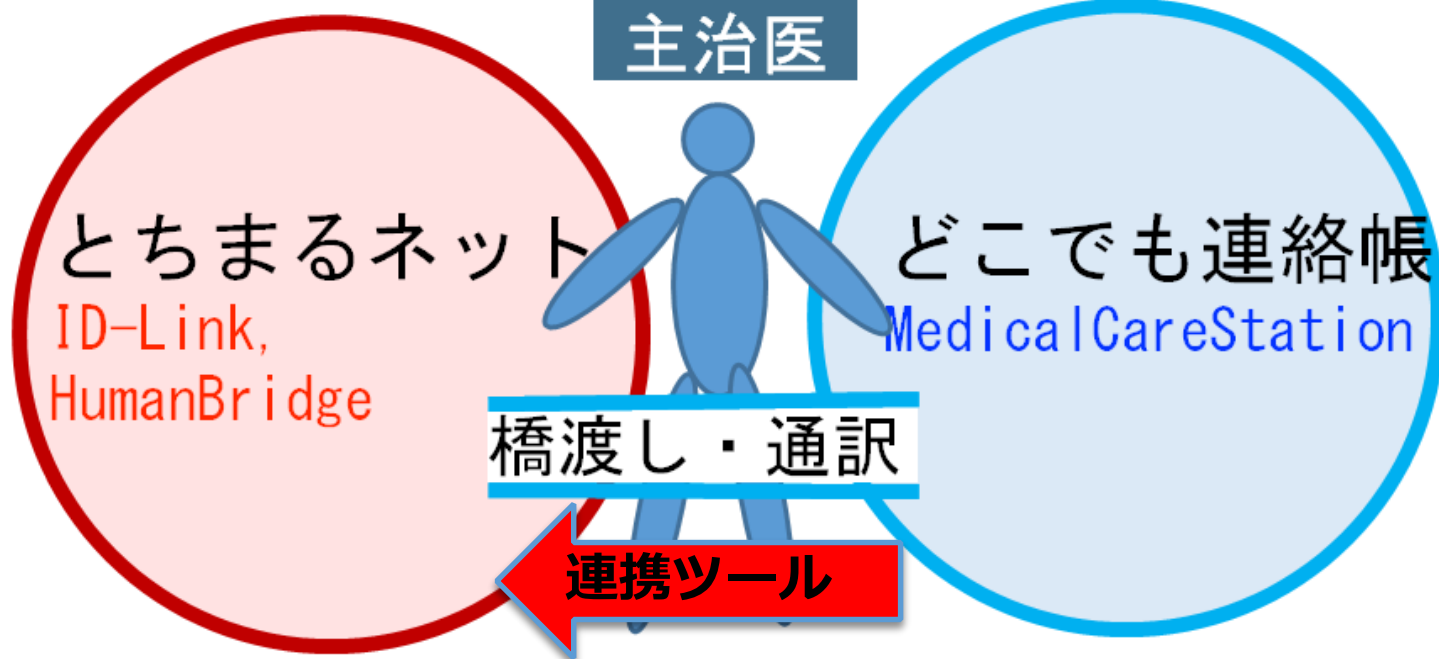 主治医
とちまるネット
ID-Link,
HumanBridge
どこでも連絡帳
MedicalCareStation
橋渡し・通訳
連携ツール